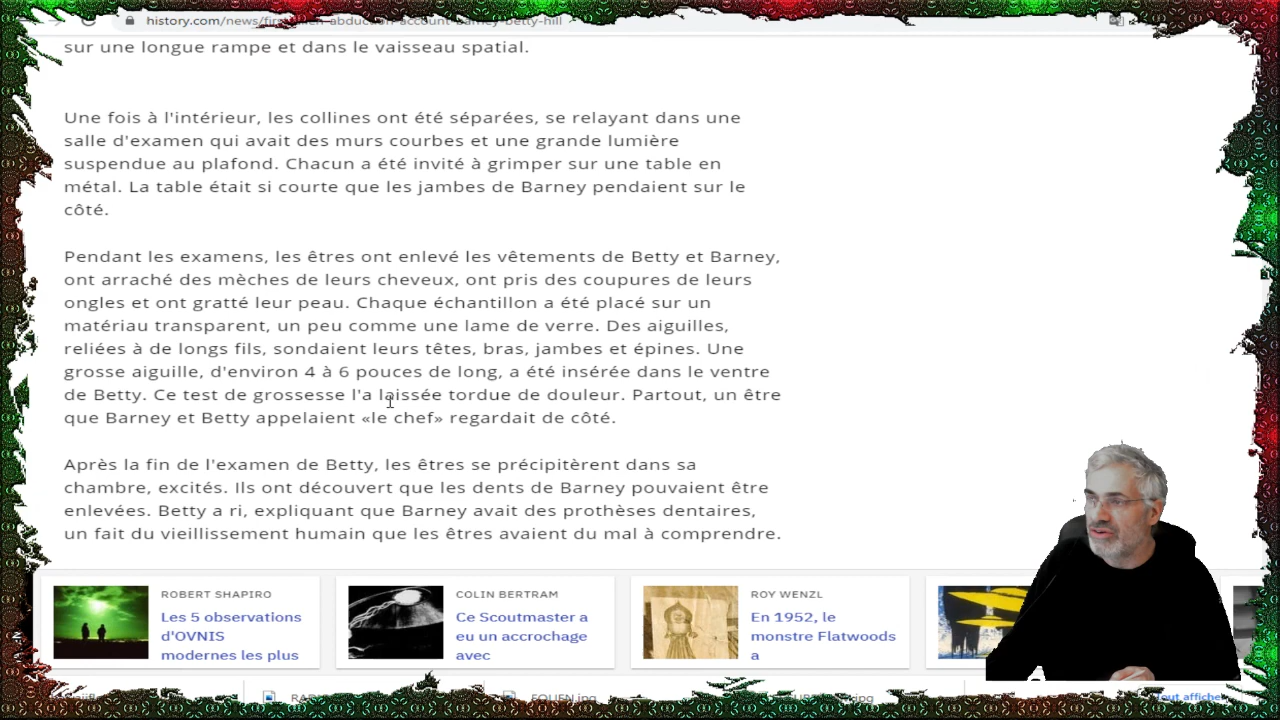 history.com/news/first-alien-abduction-account-barney-betty-hill
sur une longue rampe et dans le vaisseau spatial.
Une fois à l'intérieur, les collines ont été séparées, se relayant dans une
salle d'examen qui avait des murs courbes et une grande lumière
suspendue au plafond. Chacun a été invité à grimper sur une table en
métal. La table était si courte que les jambes de Barney pendaient sur le
côté.
Pendant les examens, les êtres ont enlevé les vêtements de Betty et Barney,
ont arraché des mèches de leurs cheveux, ont pris des coupures de leurs
ongles et ont gratté leur peau. Chaque échantillon a été placé sur un
matériau transparent, un peu comme une lame de verre. Des aiguilles,
reliées à de longs fils, sondaient leurs têtes, bras, jambes et épines. Une
grosse aiguille, d'environ 4 à 6 pouces de long, a été insérée dans le ventre
de Betty. Ce test de grossesse l'a laissée tordue de douleur. Partout, un être
que Barney et Betty appelaient «le chef» regardait de côté.
Après la fin de l'examen de Betty, les êtres se précipitèrent dans sa
chambre, excités. Ils ont découvert que les dents de Barney pouvaient être
enlevées. Betty a ri, expliquant que Barney avait des prothèses dentaires,
un fait du vieillissement humain que les êtres avaient du mal à comprendre.
ROBERT SHAPIRO
Les 5 observations
d'OVNIS
modernes les plus
COLIN BERTRAM
Ce Scoutmaster a
eu un accrochage
avec
ROY WENZL
En 1952, le
monstre Flatwoods
a
Tout afficher